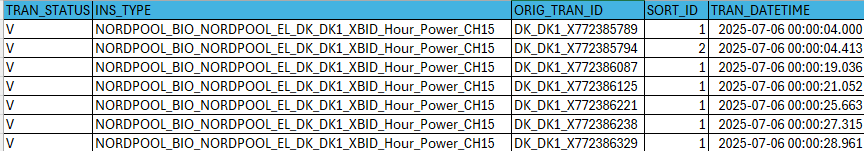 TRAN_STATUS INS_TYPE ORIG_TRAN_ID SORT_ID TRAN_DATETIME
V NORDPOOL_BIO_NORDPOOL_EL_DK_DK1_XBID_Hour_Power_CH15 DK_DK1_X772385789 1 2025-07-06 00:00:04.000
V NORDPOOL_BIO_NORDPOOL_EL_DK_DK1_XBID_Hour_Power_CH15 DK_DK1_X772385794 2 2025-07-06 00:00:04.413
V NORDPOOL_BIO_NORDPOOL_EL_DK_DK1_XBID_Hour_Power_CH15 DK_DK1_X772386087 1 2025-07-06 00:00:19.036
V NORDPOOL_BIO_NORDPOOL_EL_DK_DK1_XBID_Hour_Power_CH15 DK_DK1_X772386125 1 2025-07-06 00:00:21.052
V NORDPOOL_BIO_NORDPOOL_EL_DK_DK1_XBID_Hour_Power_CH15 DK_DK1_X772386221 1 2025-07-06 00:00:25.663
V NORDPOOL_BIO_NORDPOOL_EL_DK_DK1_XBID_Hour_Power_CH15 DK_DK1_X772386238 1 2025-07-06 00:00:27.315
V NORDPOOL_BIO_NORDPOOL_EL_DK_DK1_XBID_Hour_Power_CH15 DK_DK1_X772386329 1 2025-07-06 00:00:28.961